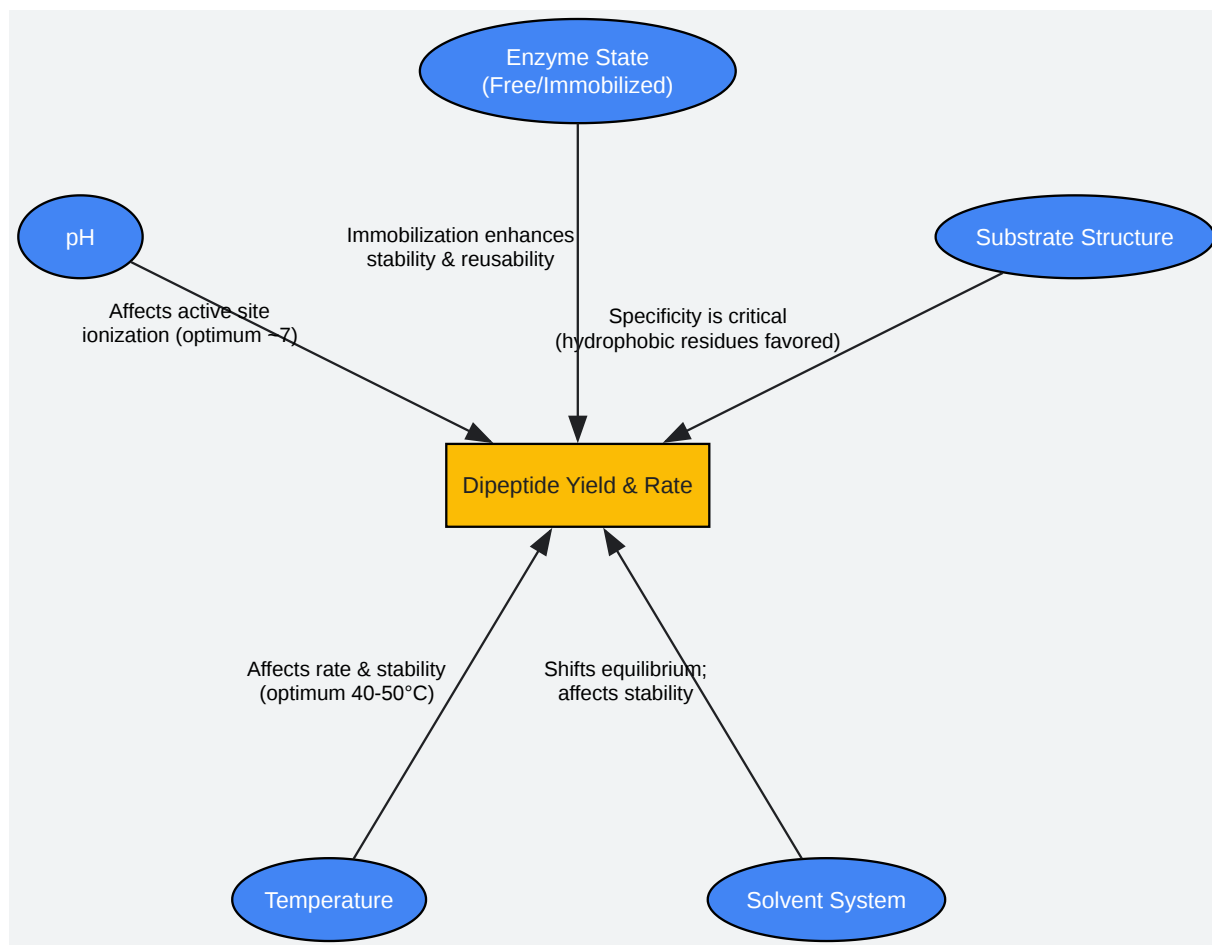 Enzyme State
(Free/Immobilized)
pH
Substrate Structure
Immobilization enhances
stability & reusability
Affects active site
ionization (optimum ~7)
Specificity is critical
(hydrophobic residues favored)
Dipeptide Yield & Rate
Affects rate & stability
(optimum 40-50°C)
Shifts equilibrium;
affects stability
Temperature
Solvent System